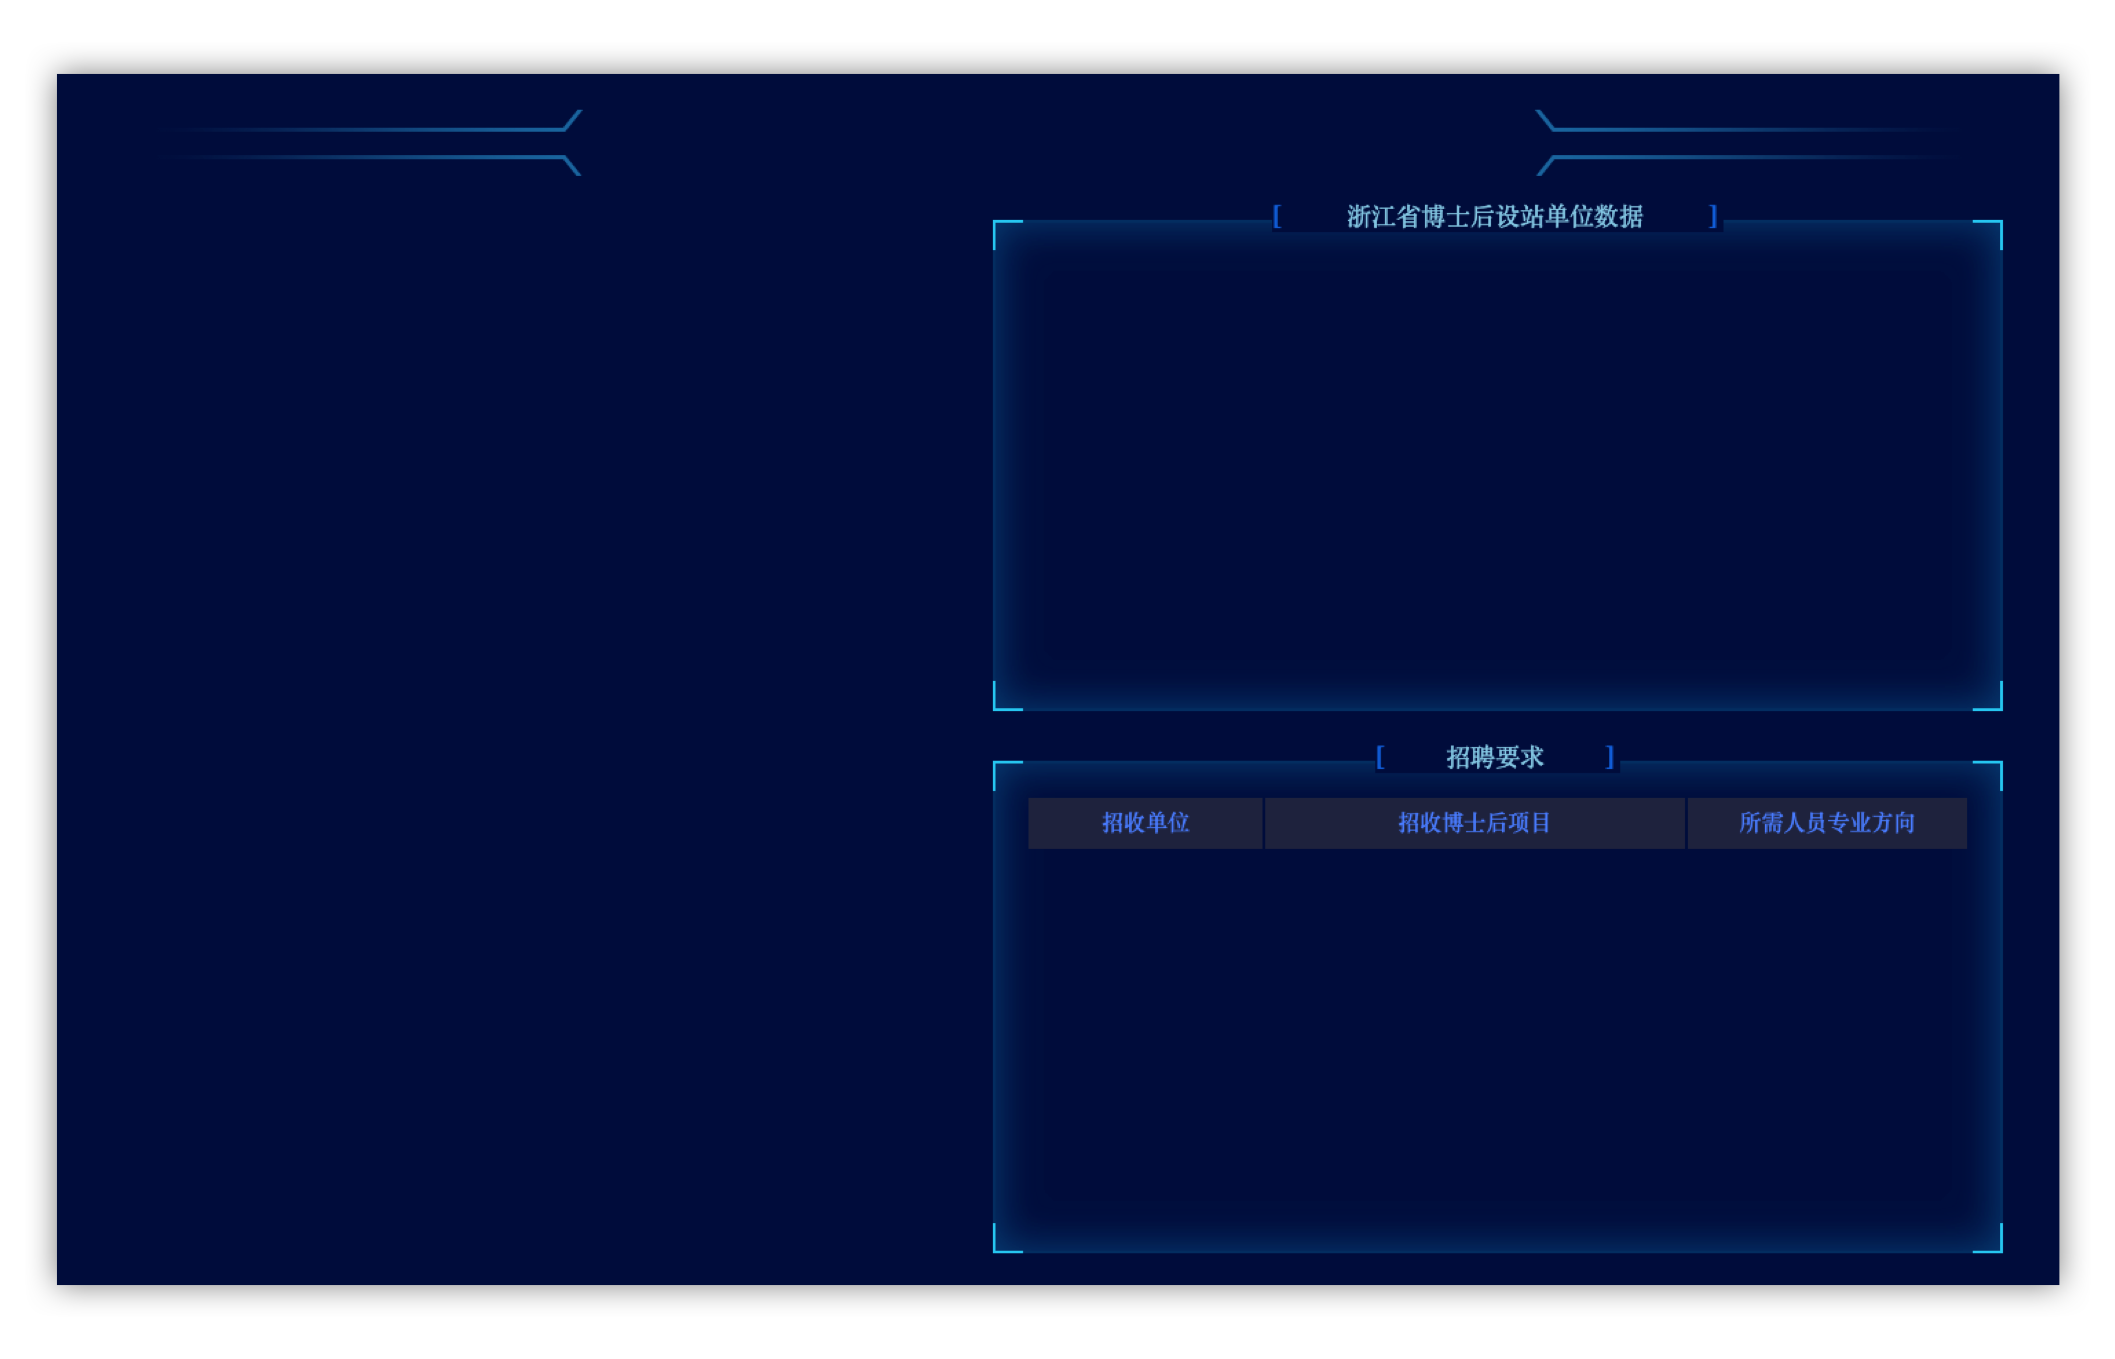 [ 浙江省博士后设站单位数据 ]
[ 招聘要求 ]
招收单位 招收博士后项目 所需人员专业方向